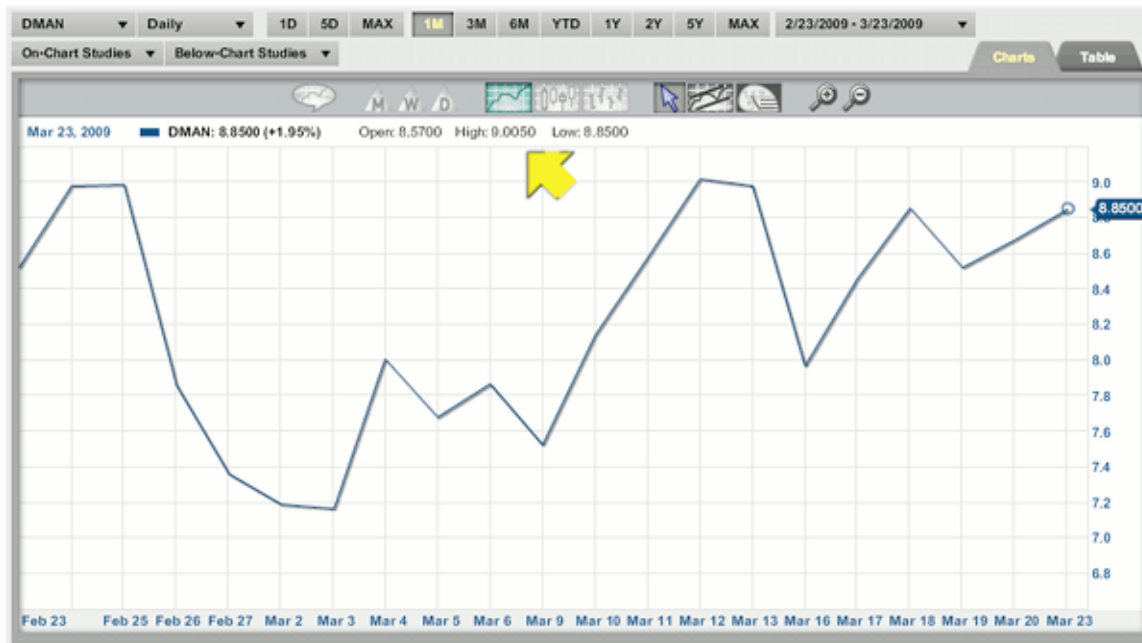 DMAN Daily 1D 5D MAX 1M 3M 6M YTD 1Y 2Y 5Y MAX 2/23/2009 - 3/23/2009
On-Chart Studies Below-Chart Studies Charts Table
M W D
Mar 23, 2009 DMAN: 8.8500 (+1.95%) Open: 8.5700 High: 9.0050 Low: 8.8500
9.0
8.8500
8.6
8.4
8.2
8.0
7.8
7.6
7.4
7.2
7.0
6.8
Feb 23 Feb 25 Feb 26 Feb 27 Mar 2 Mar 3 Mar 4 Mar 5 Mar 6 Mar 9 Mar 10 Mar 11 Mar 12 Mar 13 Mar 16 Mar 17 Mar 18 Mar 19 Mar 20 Mar 23